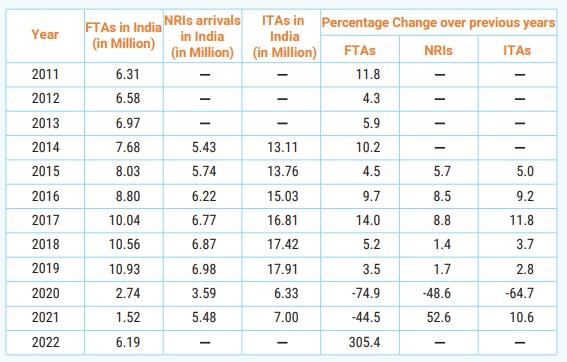 Year FTAs in India (in Million) NRIs arrivals in India (in Million) ITAs in India (in Million) Percentage Change over previous years
FTAs NRIs ITAs
2011 6.31 — — 11.8 — —
2012 6.58 — — 4.3 — —
2013 6.97 — — 5.9 — —
2014 7.68 5.43 13.11 10.2 — —
2015 8.03 5.74 13.76 4.5 5.7 5.0
2016 8.80 6.22 15.03 9.7 8.5 9.2
2017 10.04 6.77 16.81 14.0 8.8 11.8
2018 10.56 6.87 17.42 5.2 1.4 3.7
2019 10.93 6.98 17.91 3.5 1.7 2.8
2020 2.74 3.59 6.33 -74.9 -48.6 -64.7
2021 1.52 5.48 7.00 -44.5 52.6 10.6
2022 6.19 — — 305.4 — —